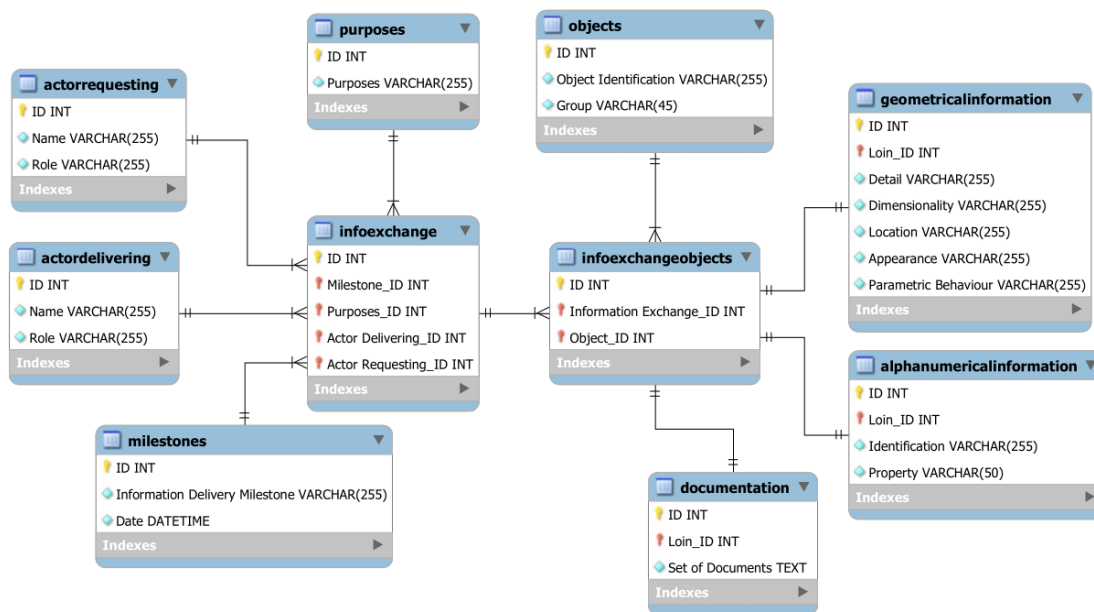 purposes
ID INT
Purposes VARCHAR(255)
Indexes
objects
ID INT
Object Identification VARCHAR(255)
Group VARCHAR(45)
Indexes
actorrequesting
ID INT
Name VARCHAR(255)
Role VARCHAR(255)
Indexes
geometricalinformation
ID INT
Loin_ID INT
Detail VARCHAR(255)
Dimensionality VARCHAR(255)
Location VARCHAR(255)
Appearance VARCHAR(255)
Parametric Behaviour VARCHAR(255)
Indexes
actordelivering
ID INT
Name VARCHAR(255)
Role VARCHAR(255)
Indexes
infoexchange
ID INT
Milestone_ID INT
Purposes_ID INT
Actor Delivering_ID INT
Actor Requesting_ID INT
Indexes
infoexchangeobjects
ID INT
Information Exchange_ID INT
Object_ID INT
Indexes
alphanumericalinformation
ID INT
Loin_ID INT
Identification VARCHAR(255)
Property VARCHAR(50)
Indexes
milestones
ID INT
Information Delivery Milestone VARCHAR(255)
Date DATETIME
Indexes
documentation
ID INT
Loin_ID INT
Set of Documents TEXT
Indexes